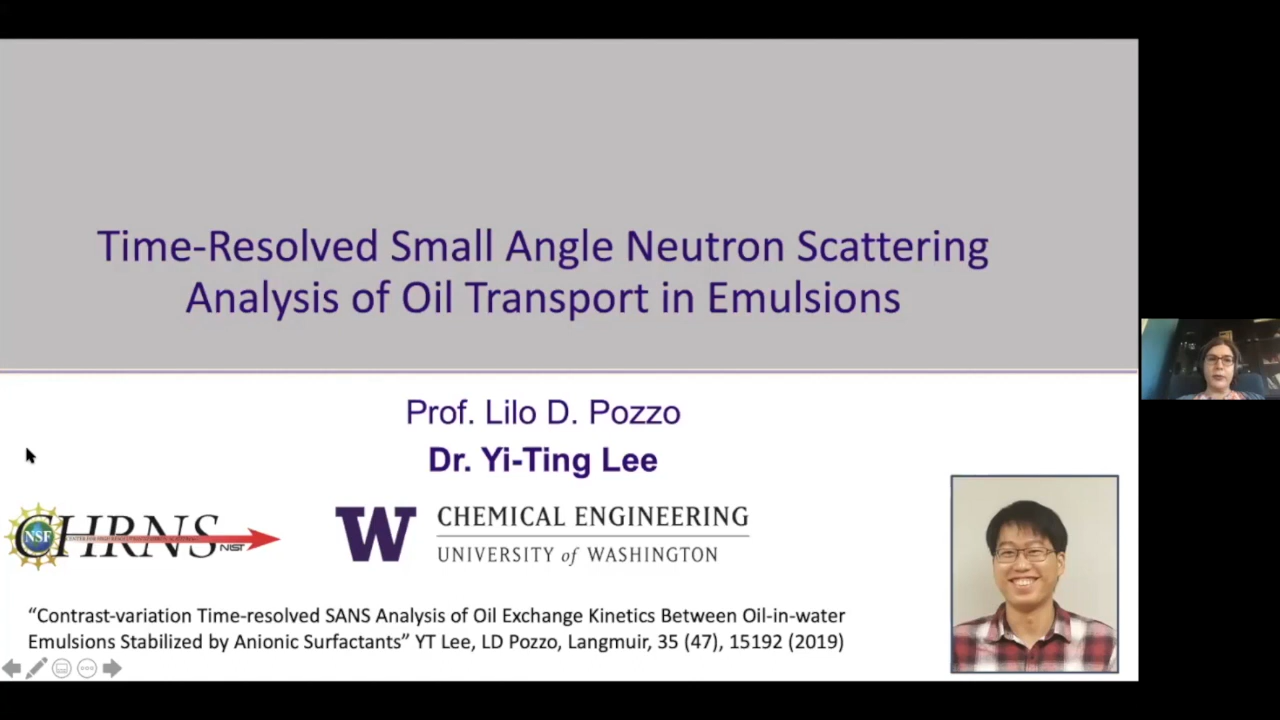 Time-Resolved Small Angle Neutron Scattering
Analysis of Oil Transport in Emulsions
Prof. Lilo D. Pozzo
Dr. Yi-Ting Lee
CHRNS
NSF
NIST
W
CHEMICAL ENGINEERING
UNIVERSITY of WASHINGTON
“Contrast-variation Time-resolved SANS Analysis of Oil Exchange Kinetics Between Oil-in-water
Emulsions Stabilized by Anionic Surfactants” YT Lee, LD Pozzo, Langmuir, 35 (47), 15192 (2019)